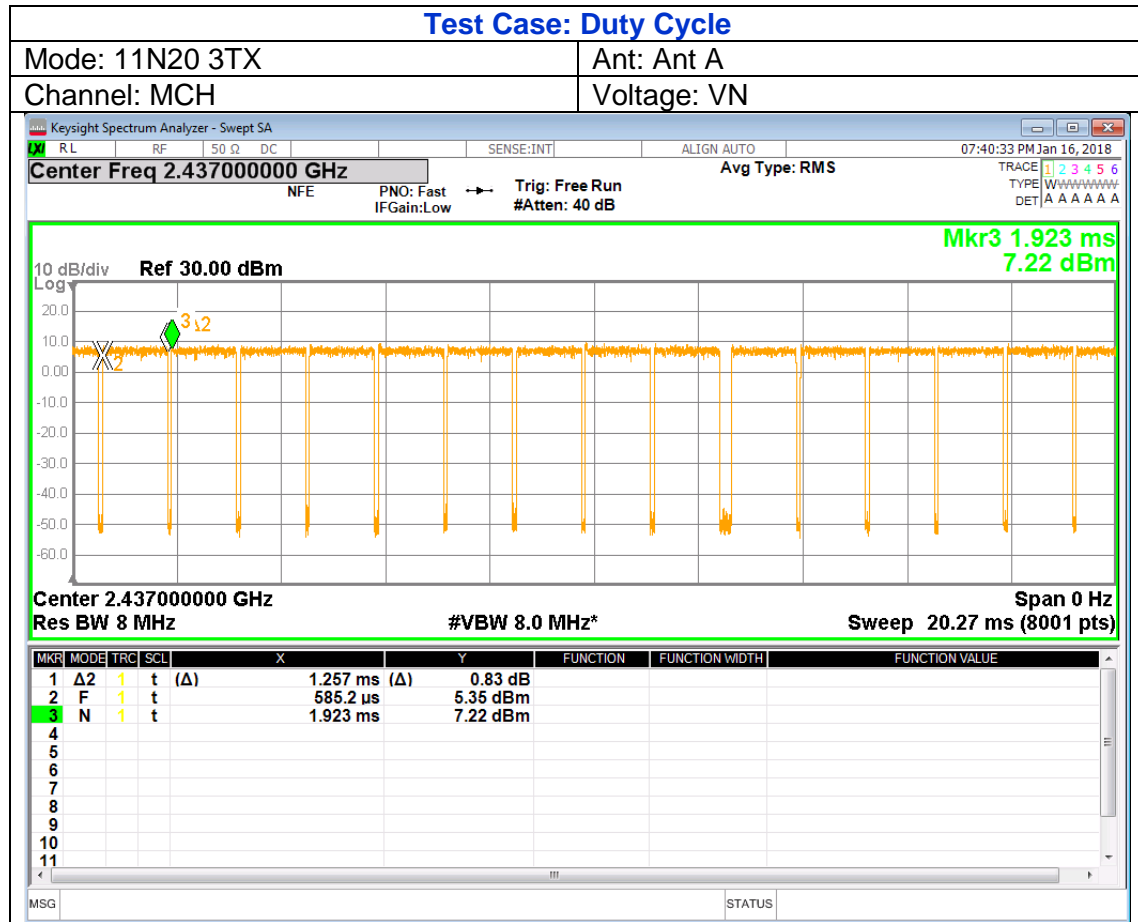 Test Case: Duty Cycle
Mode: 11N20 3TX Ant: Ant A
Channel: MCH Voltage: VN
Keysight Spectrum Analyzer - Swept SA
LXI RL RF 50 Ω DC SENSE:INT ALIGN AUTO 07:40:33 PM Jan 16, 2018
Center Freq 2.437000000 GHz Avg Type: RMS TRACE 1 2 3 4 5 6
NFE PNO: Fast Trig: Free Run TYPE WWWWWW
IFGain:Low #Atten: 40 dB DET A A A A A A
Mkr3 1.923 ms
7.22 dBm
10 dB/div Ref 30.00 dBm
Log
20.0
3 Δ2
10.0
2
0.00
-10.0
-20.0
-30.0
-40.0
-50.0
-60.0
Center 2.437000000 GHz Span 0 Hz
Res BW 8 MHz #VBW 8.0 MHz* Sweep 20.27 ms (8001 pts)
MKR MODE TRC SCL X Y FUNCTION FUNCTION WIDTH FUNCTION VALUE
1 Δ2 1 t (Δ) 1.257 ms (Δ) 0.83 dB
2 F 1 t 585.2 µs 5.35 dBm
3 N 1 t 1.923 ms 7.22 dBm
4
5
6
7
8
9
10
11
MSG STATUS